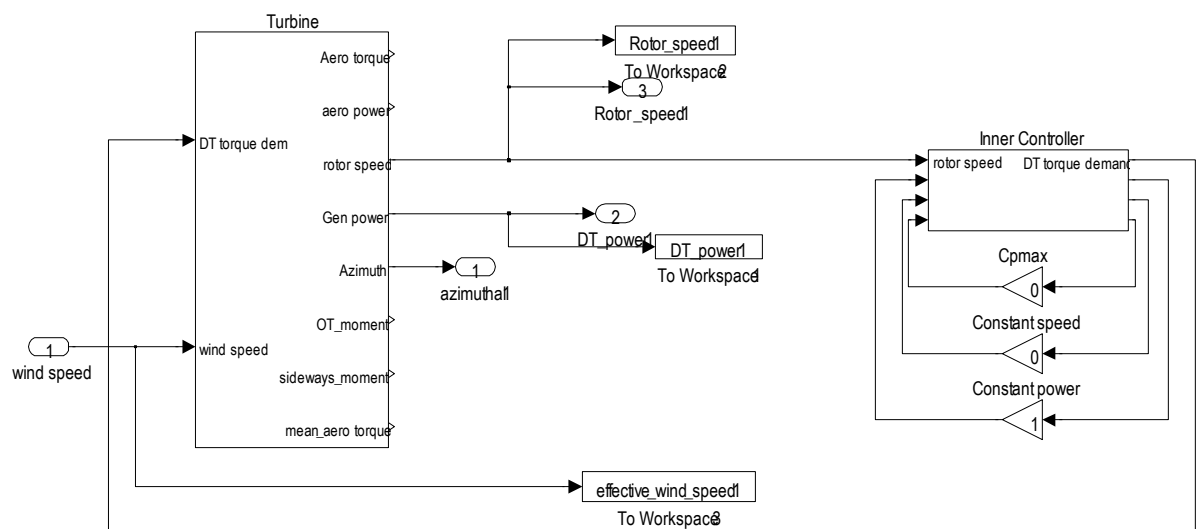 Turbine
Aero torque
aero power
DT torque dem
rotor speed
Gen power
Azimuth
OT_moment
wind speed
sideways_moment
mean_aero torque
1
wind speed
Rotor_speed1
To Workspace2
3
Rotor_speed1
2
DT_power1
DT_power1
To Workspace4
1
azimuthal1
effective_wind_speed1
To Workspace3
Inner Controller
rotor speed
DT torque demand
Cpmax
0
Constant speed
0
Constant power
1